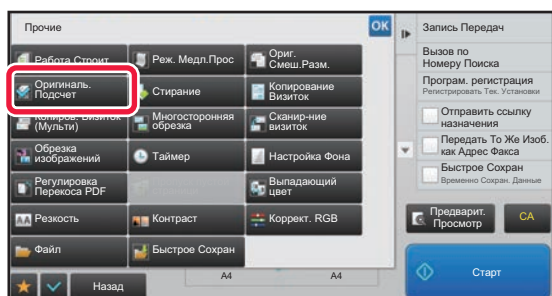 Прочие
OK
Работа Строит.
Реж. Медл.Прос
Ориг.
Смеш.Разм.
Оригиналь.
Подсчет
Стирание
Копирование
Визиток
Копиров. Визиток
(Мульти)
Многосторонняя
обрезка
Сканир-ние
визиток
Обрезка
изображений
Таймер
Настройка Фона
Регулировка
Перекоса PDF
Выпадающий
цвет
Резкость
Контраст
Коррект. RGB
Файл
Быстрое Сохран
Назад
A4
A4
Запись Передач
Вызов по
Номеру Поиска
Програм. регистрация
Регистрировать Тек. Установки
Отправить ссылку
назначения
Передать То Же Изоб.
как Адрес Факса
Быстрое Сохран
Временно Сохран. Данные
Предварит.
Просмотр
CA
Старт